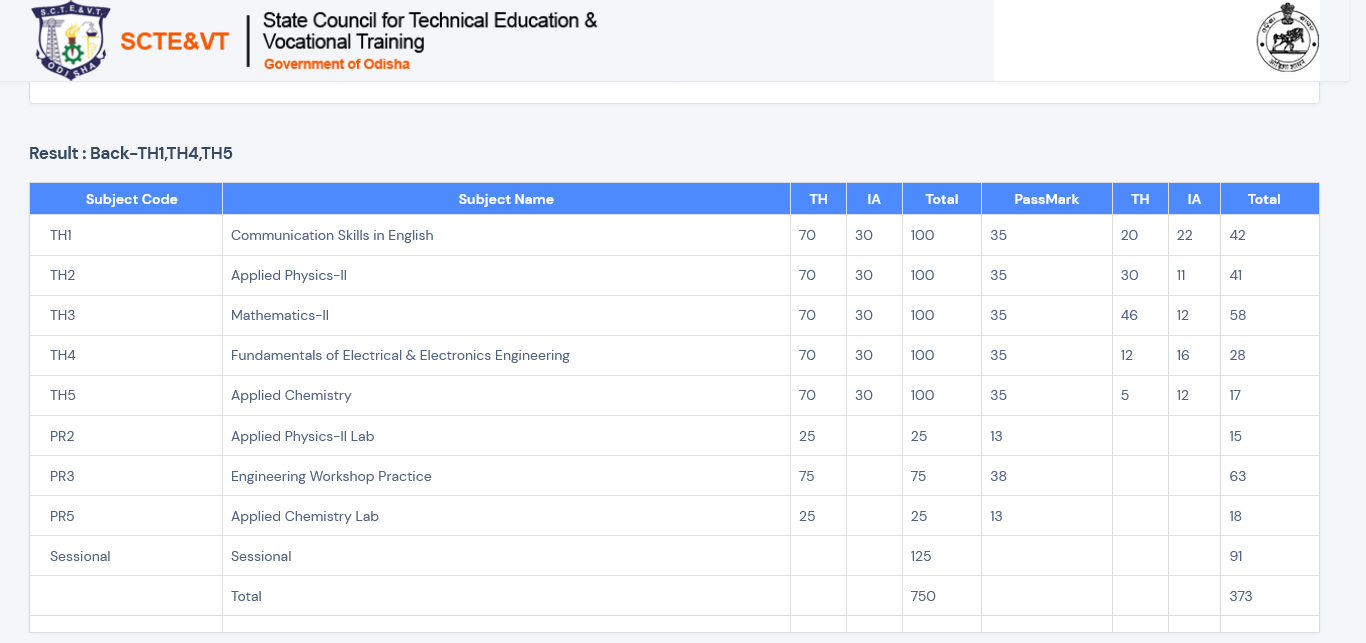 S.C.T.E.& V.T.
ODISHA
SCTE&VT
State Council for Technical Education &
Vocational Training
Government of Odisha
Result : Back-TH1,TH4,TH5
Subject Code Subject Name TH IA Total PassMark TH IA Total
TH1 Communication Skills in English 70 30 100 35 20 22 42
TH2 Applied Physics-II 70 30 100 35 30 11 41
TH3 Mathematics-II 70 30 100 35 46 12 58
TH4 Fundamentals of Electrical & Electronics Engineering 70 30 100 35 12 16 28
TH5 Applied Chemistry 70 30 100 35 5 12 17
PR2 Applied Physics-II Lab 25 25 13 15
PR3 Engineering Workshop Practice 75 75 38 63
PR5 Applied Chemistry Lab 25 25 13 18
Sessional Sessional 125 91
Total 750 373